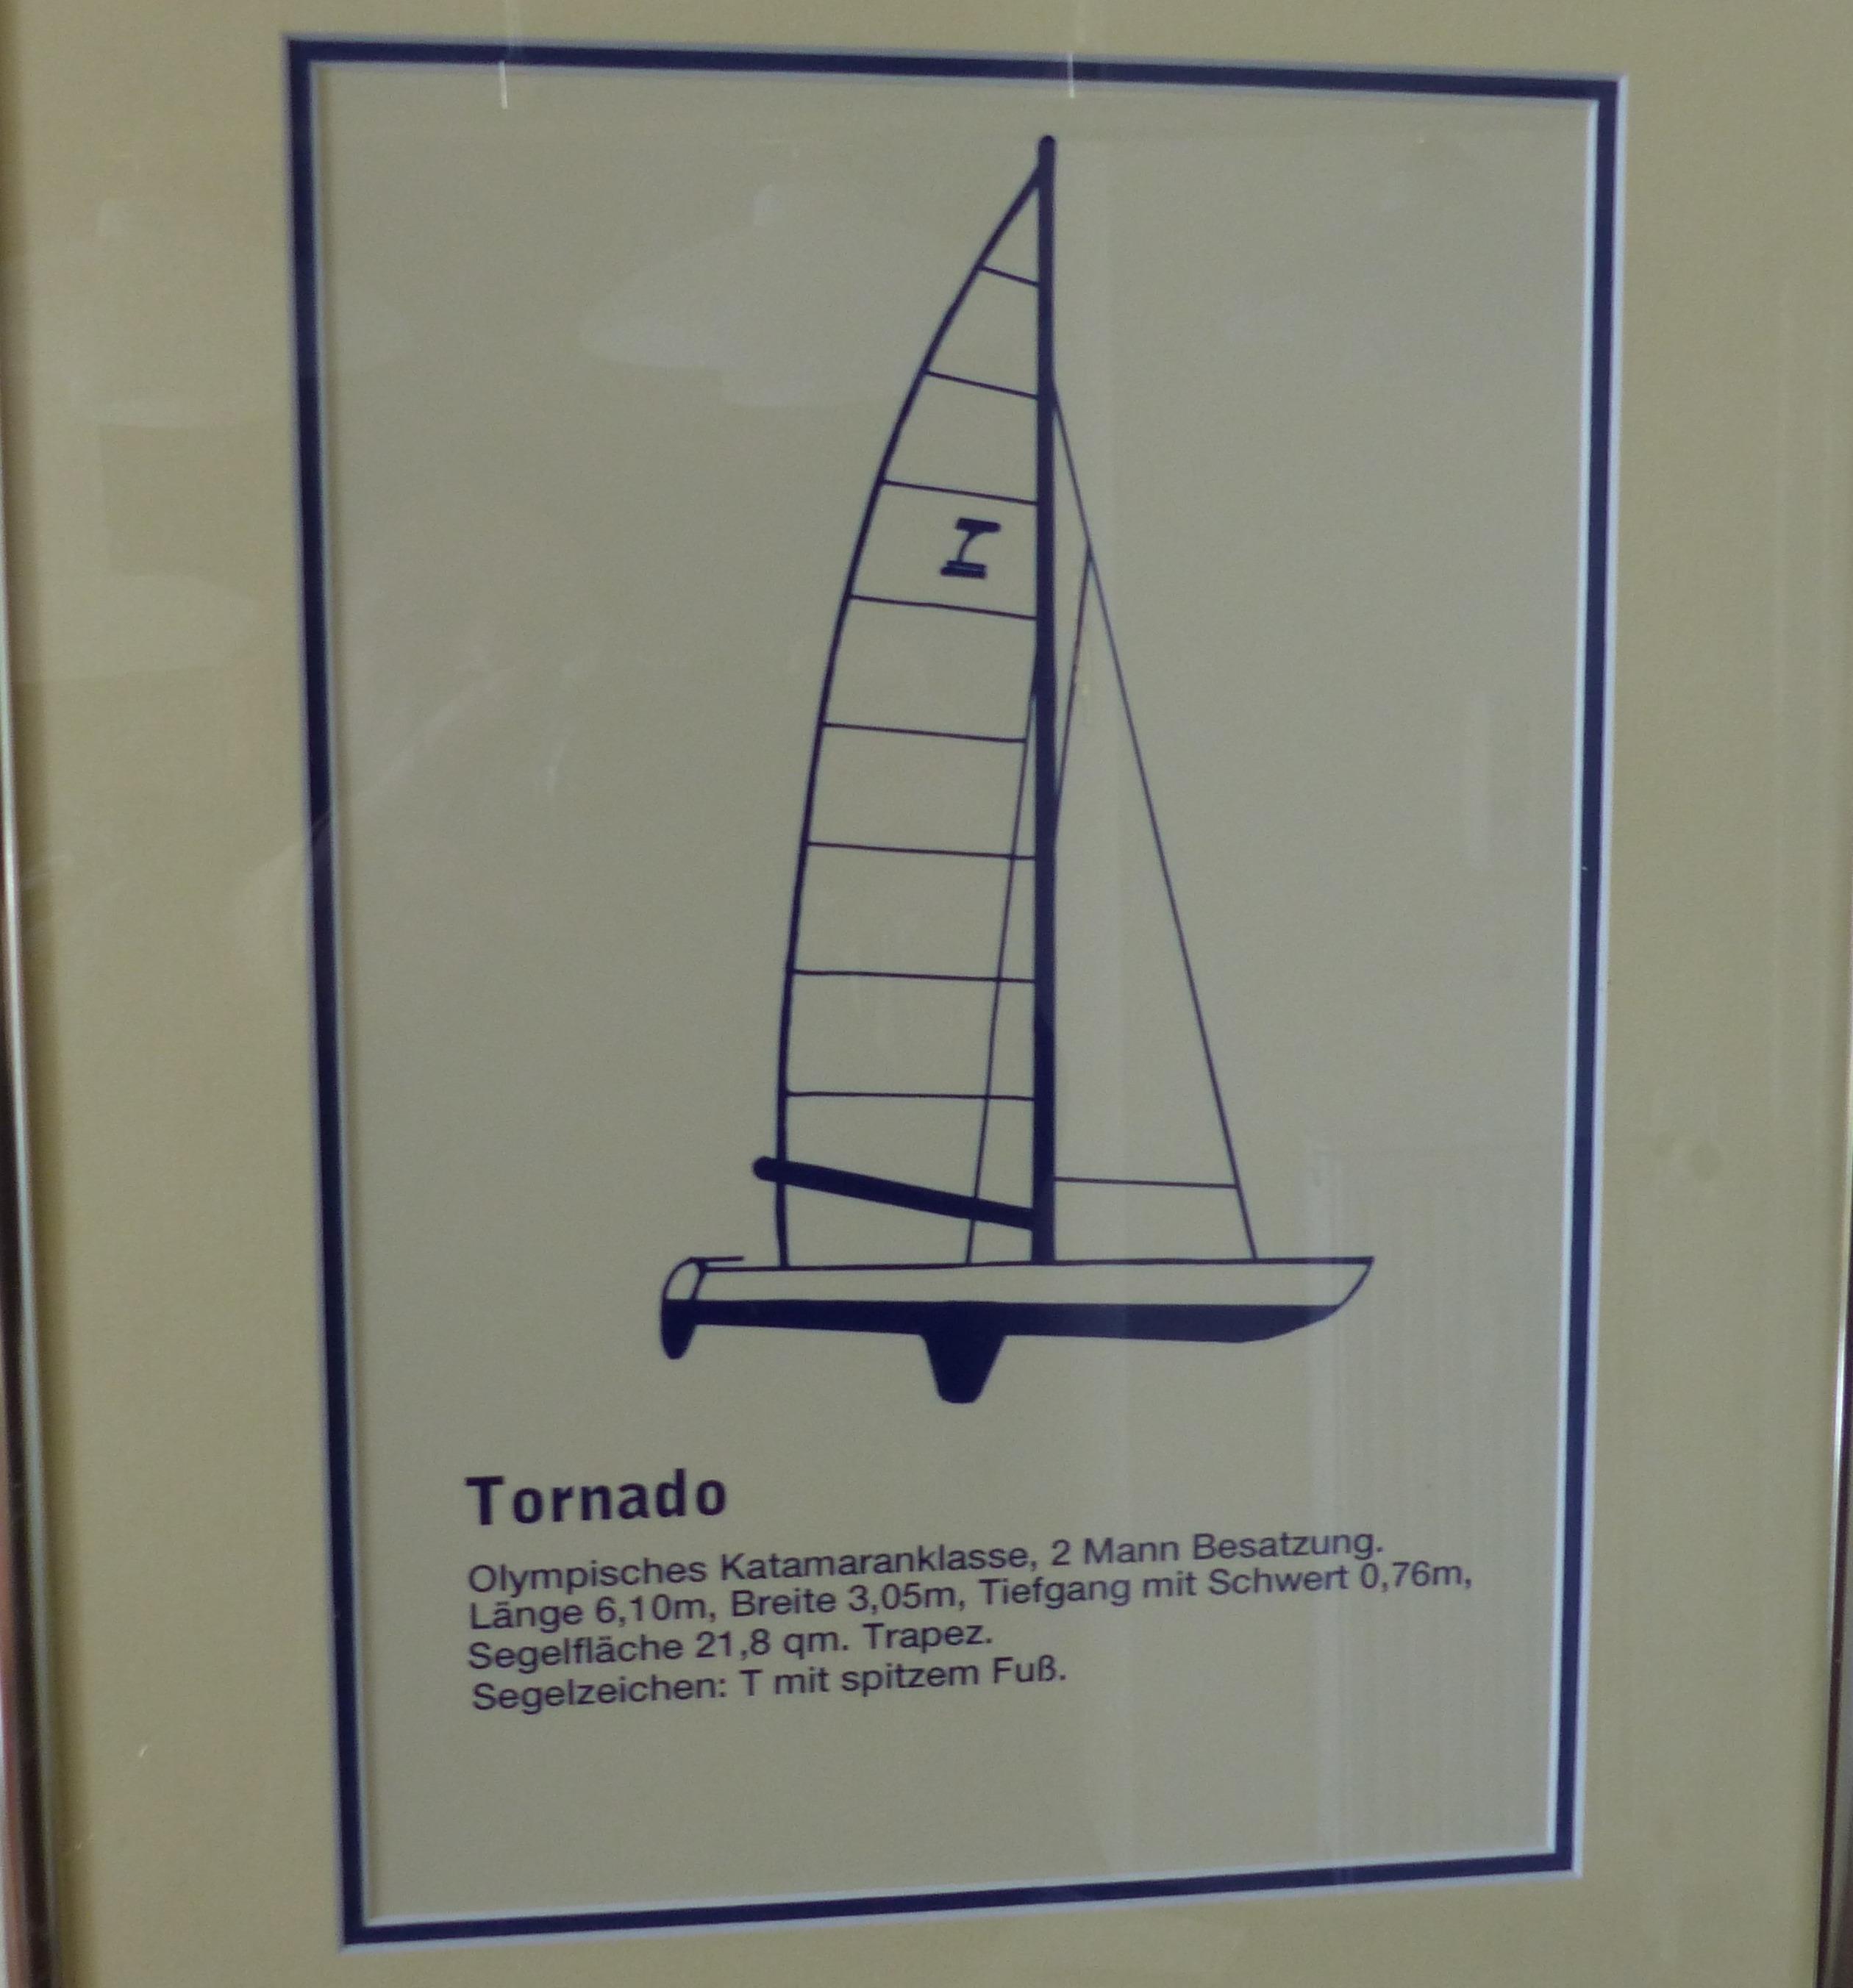 Tornado
Olympisches Katamaranklasse, 2 Mann Besatzung.
Länge 6,10m, Breite 3,05m, Tiefgang mit Schwert 0,76m,
Segelfläche 21,8 qm. Trapez.
Segelzeichen: T mit spitzem Fuß.